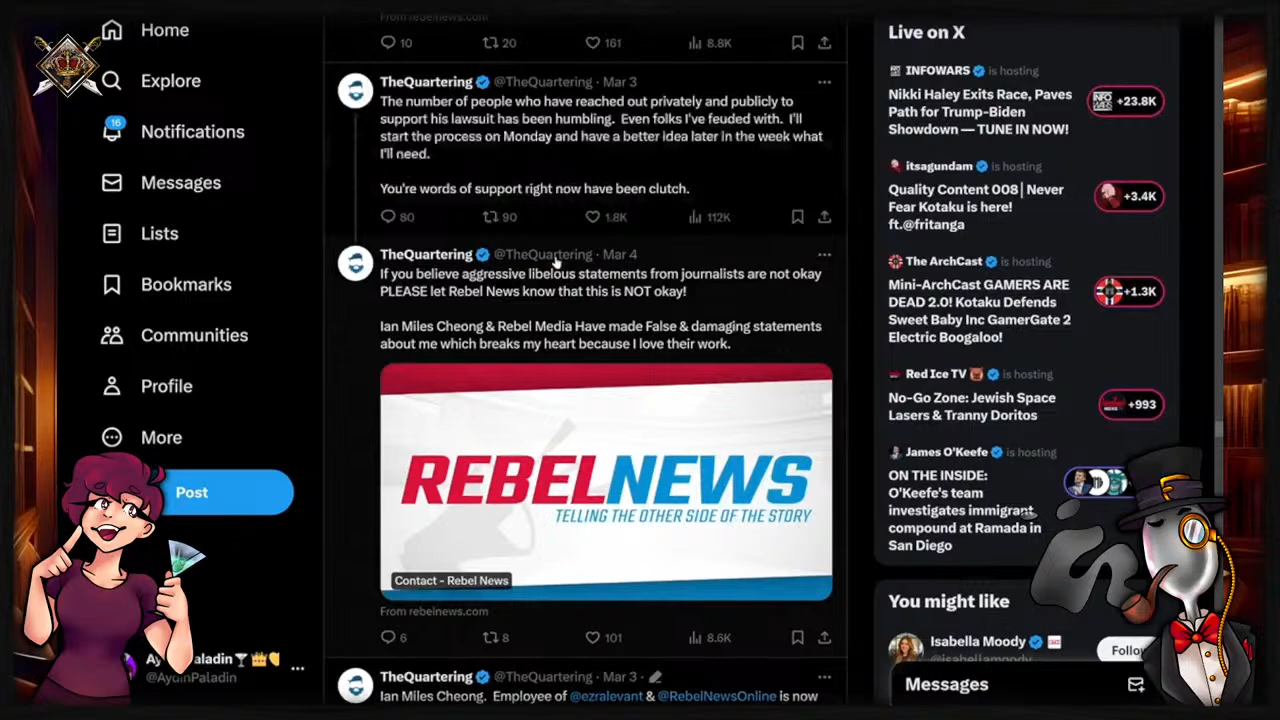 Home
Explore
16
Notifications
Messages
Lists
Bookmarks
Communities
Profile
More
Post
Ay Paladin
@AydinPaladin
From rebelnews.com
10 20 161 8.8K
TheQuartering @TheQuartering · Mar 3
The number of people who have reached out privately and publicly to
support his lawsuit has been humbling. Even folks I've feuded with. I'll
start the process on Monday and have a better idea later in the week what
I'll need.
You're words of support right now have been clutch.
80 90 1.8K 112K
TheQuartering @TheQuartering · Mar 4
If you believe aggressive libelous statements from journalists are not okay
PLEASE let Rebel News know that this is NOT okay!
Ian Miles Cheong & Rebel Media Have made False & damaging statements
about me which breaks my heart because I love their work.
REBELNEWS
TELLING THE OTHER SIDE OF THE STORY
Contact - Rebel News
From rebelnews.com
6 8 101 8.6K
TheQuartering @TheQuartering · Mar 3 ·
Ian Miles Cheong. Employee of @ezralevant & @RebelNewsOnline is now
Live on X
INFOWARS is hosting
Nikki Haley Exits Race, Paves
Path for Trump-Biden
Showdown — TUNE IN NOW!
+23.8K
itsagundam is hosting
Quality Content 008| Never
Fear Kotaku is here!
ft.@fritanga
+3.4K
The ArchCast is hosting
Mini-ArchCast GAMERS ARE
DEAD 2.0! Kotaku Defends
Sweet Baby Inc GamerGate 2
Electric Boogaloo!
+1.3K
Red Ice TV is hosting
No-Go Zone: Jewish Space
Lasers & Tranny Doritos
+993
James O'Keefe is hosting
ON THE INSIDE:
O'Keefe's team
investigates immigrant
compound at Ramada in
San Diego
You might like
Isabella Moody
@isabellamoody
Follow
Messages